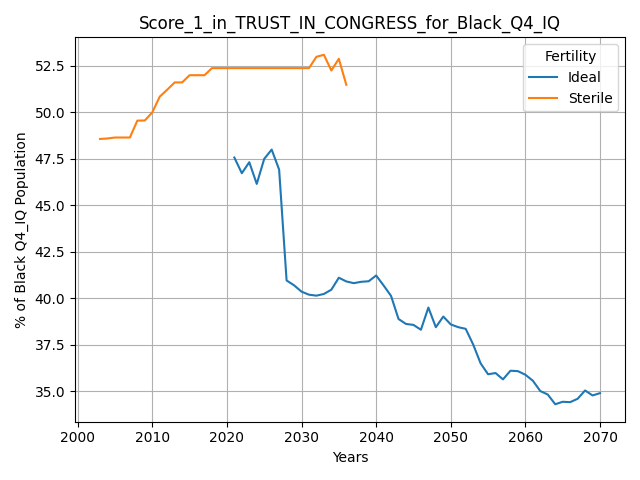 Score_1_in_TRUST_IN_CONGRESS_for_Black_Q4_IQ
Fertility
Ideal
Sterile
% of Black Q4_IQ Population
52.5
50.0
47.5
45.0
42.5
40.0
37.5
35.0
2000 2010 2020 2030 2040 2050 2060 2070
Years